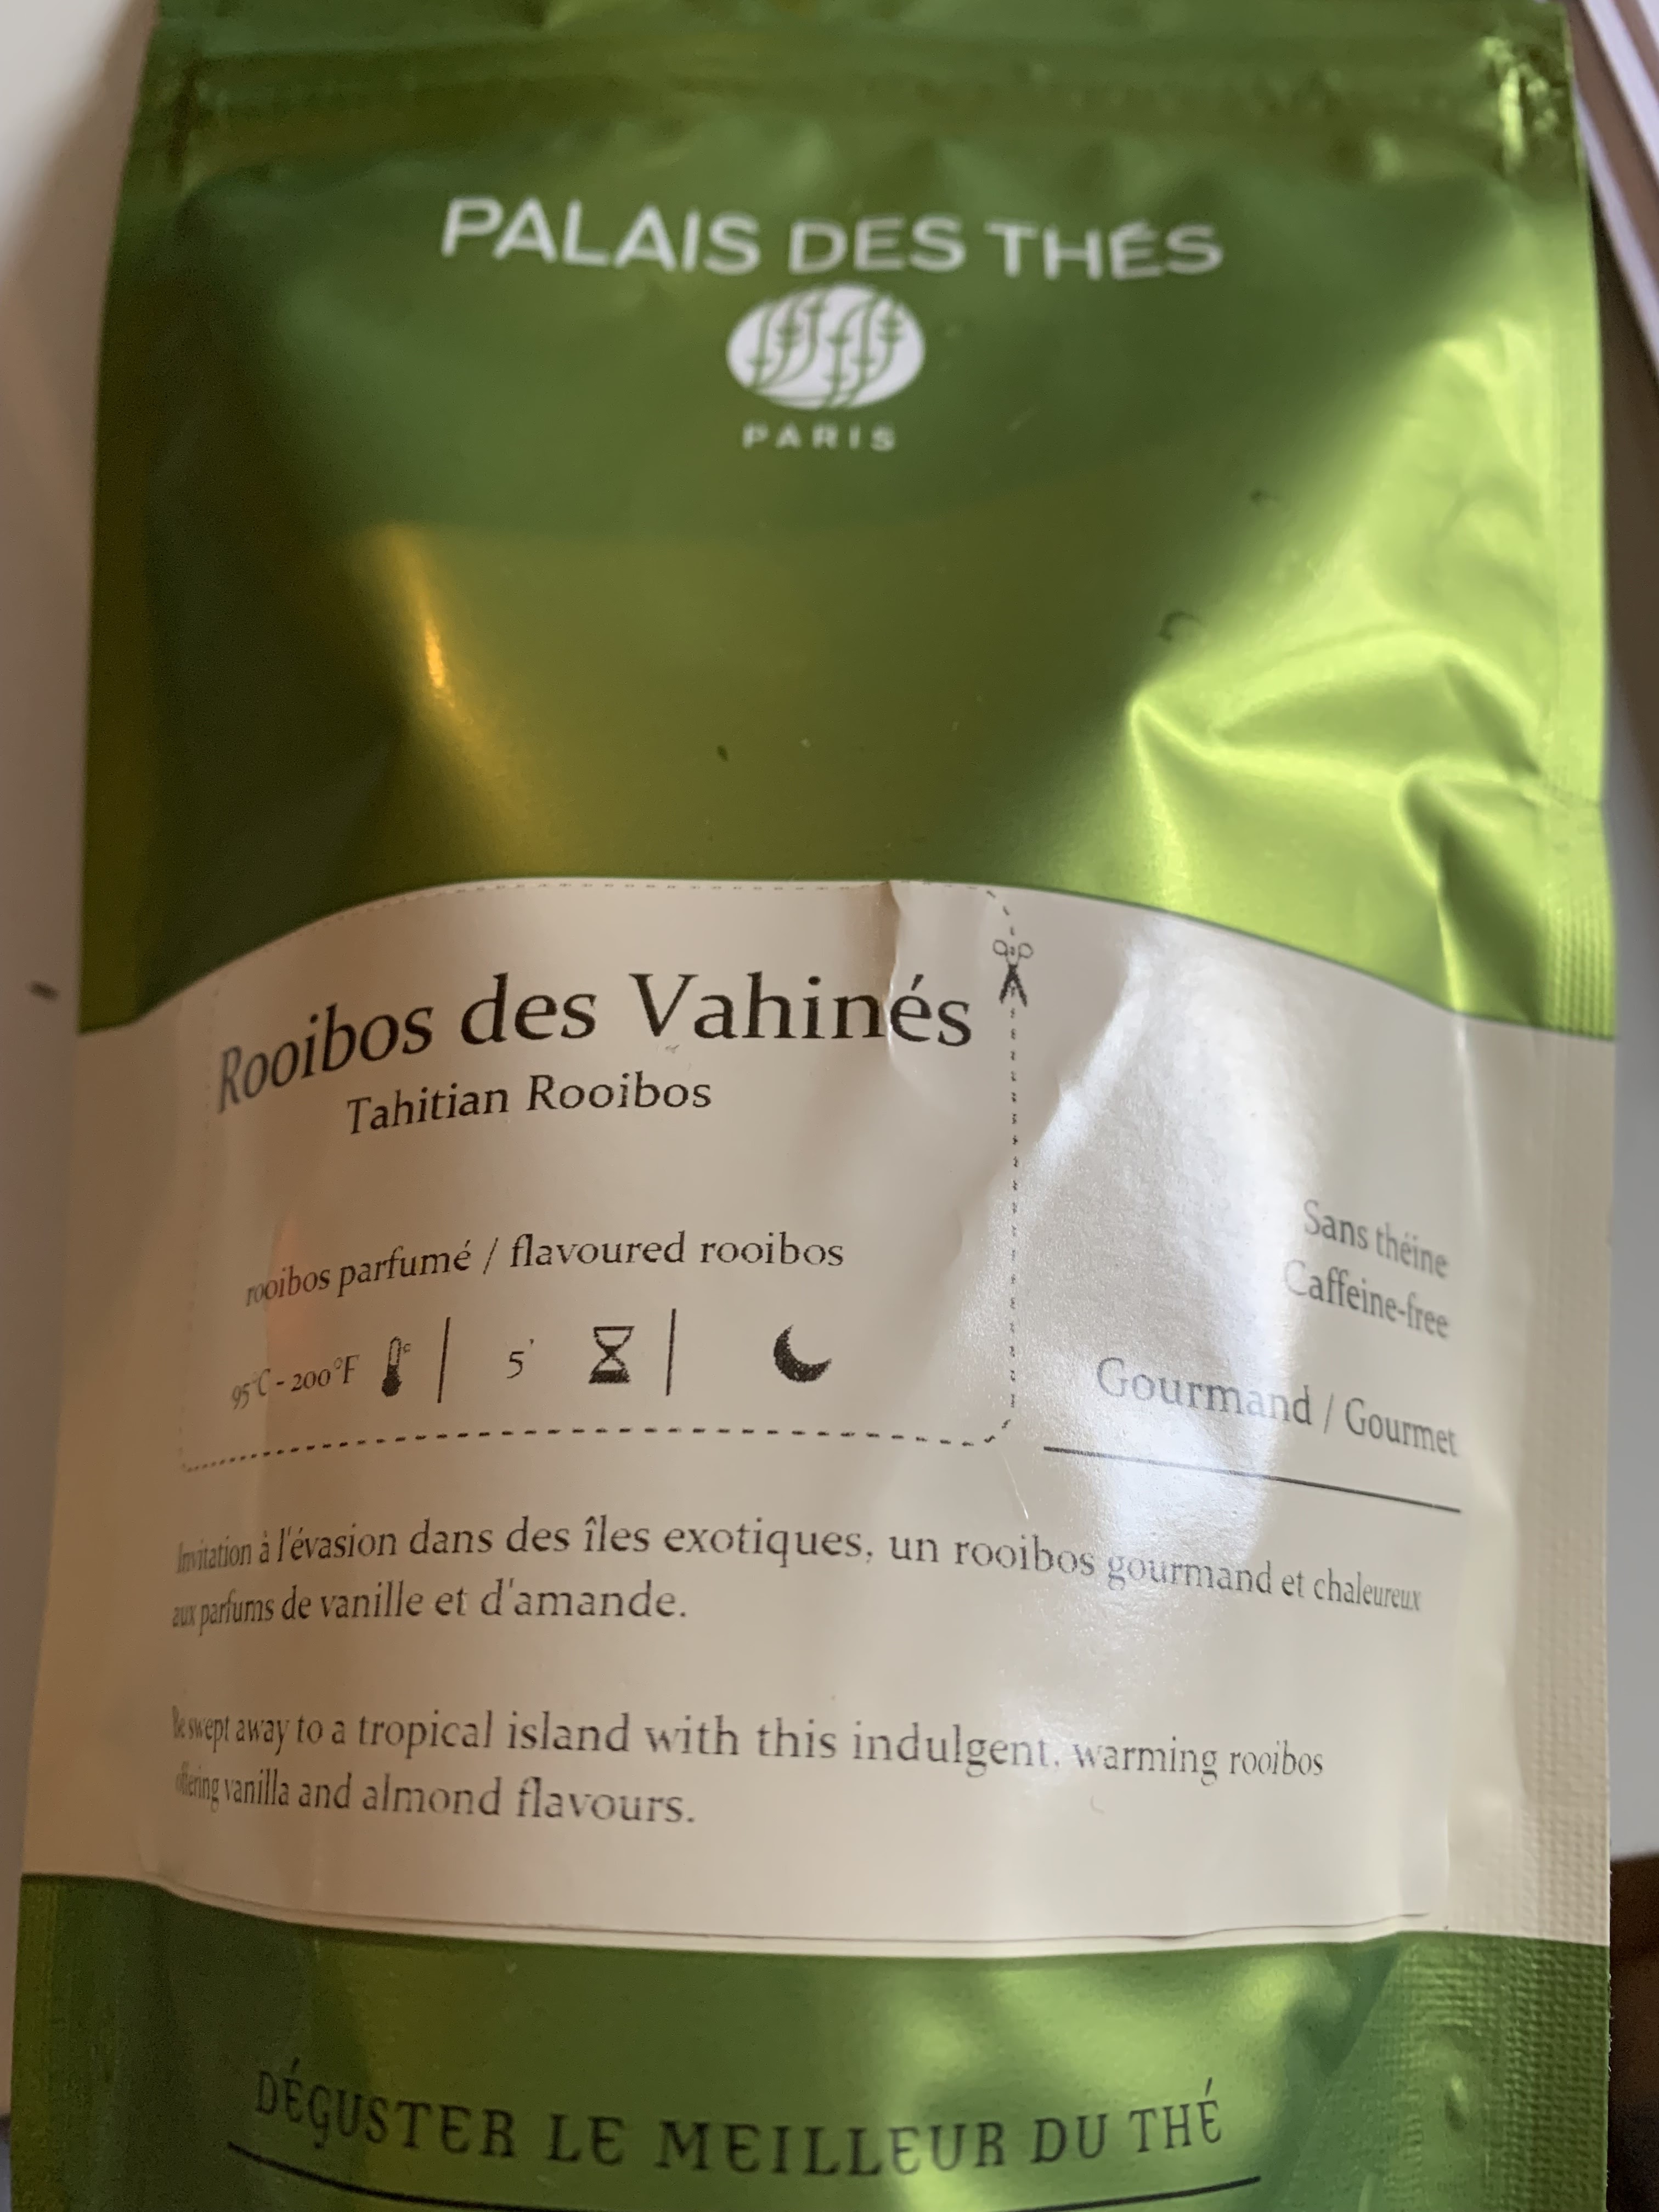 PALAIS DES THÉS
PARIS
Rooibos des Vahinés
Tahitian Rooibos
rooibos parfumé / flavoured rooibos
95°C - 200°F | 5' |
Sans théine
Caffeine-free
Gourmand / Gourmet
Invitation à l'évasion dans des îles exotiques, un rooibos gourmand et chaleureux
aux parfums de vanille et d'amande.
Be swept away to a tropical island with this indulgent, warming rooibos
offering vanilla and almond flavours.
DÉGUSTER LE MEILLEUR DU THÉ